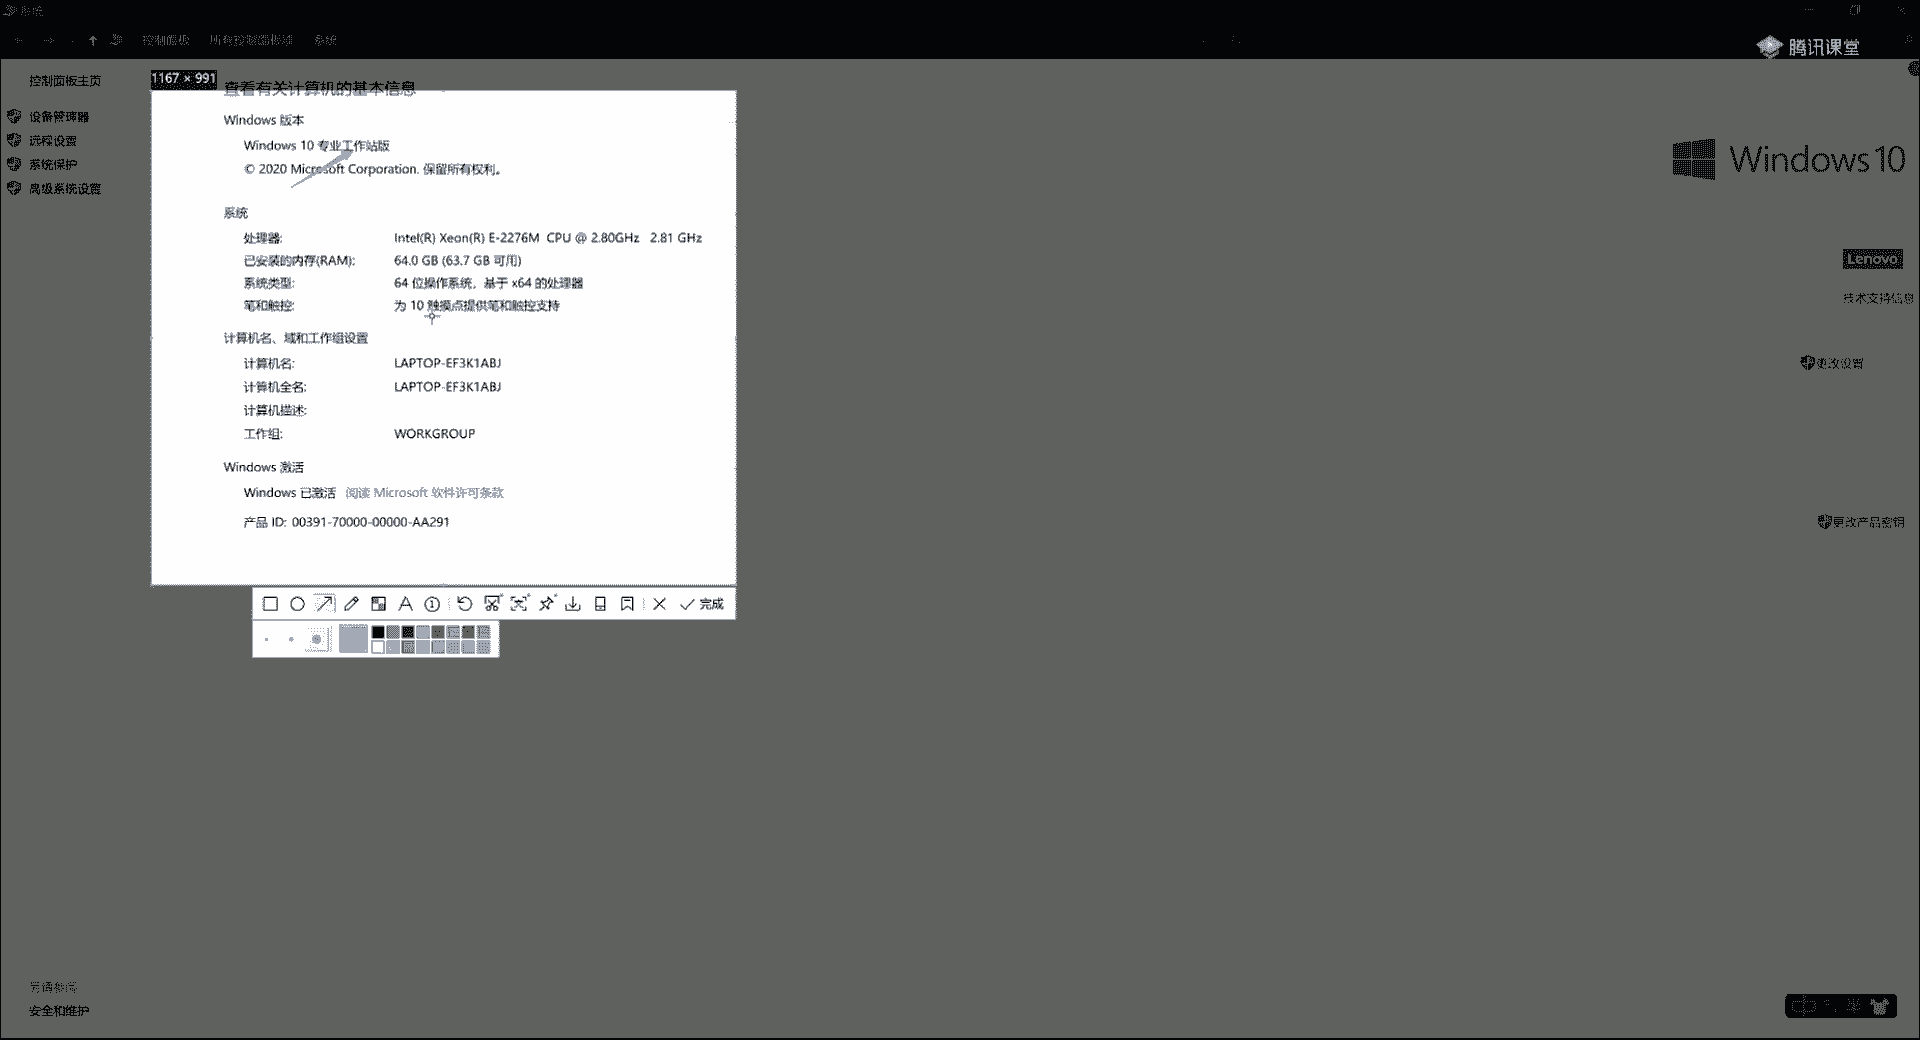 系统
控制面板 所有控制面板项 系统
腾讯课堂
控制面板主页
设备管理器
远程设置
系统保护
高级系统设置
1167 × 991
查看有关计算机的基本信息
Windows 版本
Windows 10 专业工作站版
© 2020 Microsoft Corporation. 保留所有权利。
Windows 10
系统
处理器: Intel(R) Xeon(R) E-2276M CPU @ 2.80GHz 2.81 GHz
已安装的内存(RAM): 64.0 GB (63.7 GB 可用)
系统类型: 64 位操作系统, 基于 x64 的处理器
笔和触控: 为 10 触摸点提供笔和触控支持
Lenovo
技术支持信息
计算机名、域和工作组设置
计算机名: LAPTOP-EF3K1ABJ
更改设置
计算机全名: LAPTOP-EF3K1ABJ
计算机描述:
工作组: WORKGROUP
Windows 激活
Windows 已激活 阅读 Microsoft 软件许可条款
产品 ID: 00391-70000-00000-AA291
更改产品密钥
完成
另请参阅
安全和维护
中